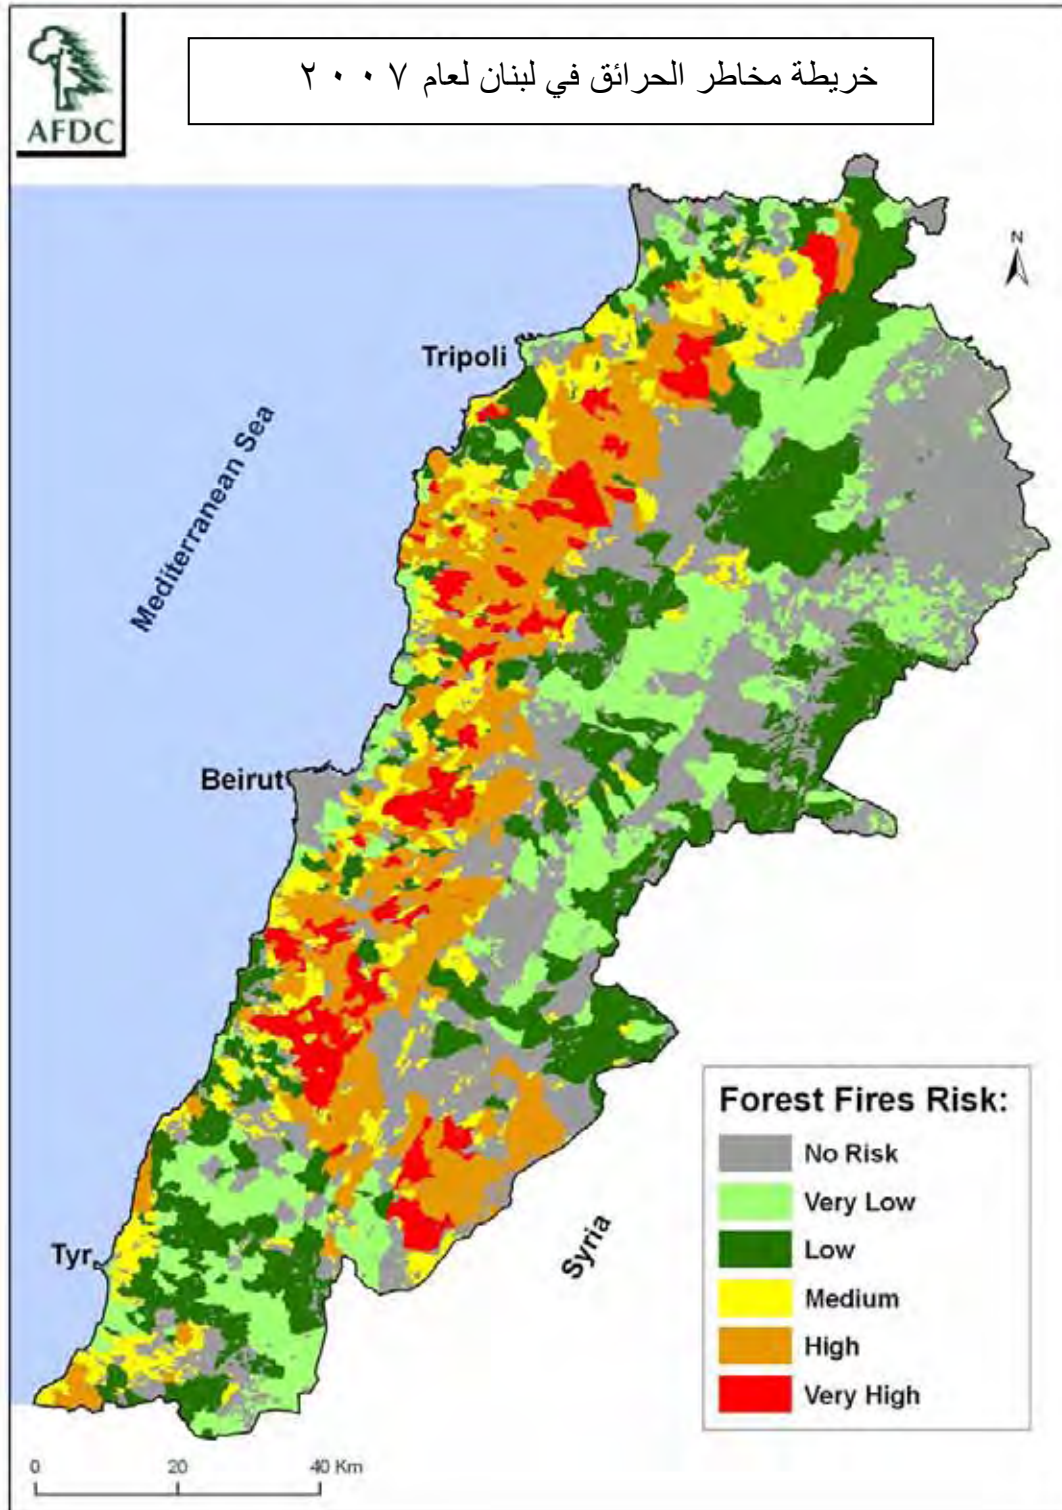 AFDC
خريطة مخاطر الحرائق في لبنان لعام ٢٠٠٧
N
Tripoli
Mediterranean Sea
Beirut
Tyr
Syria
Forest Fires Risk:
No Risk
Very Low
Low
Medium
High
Very High
0 20 40 Km